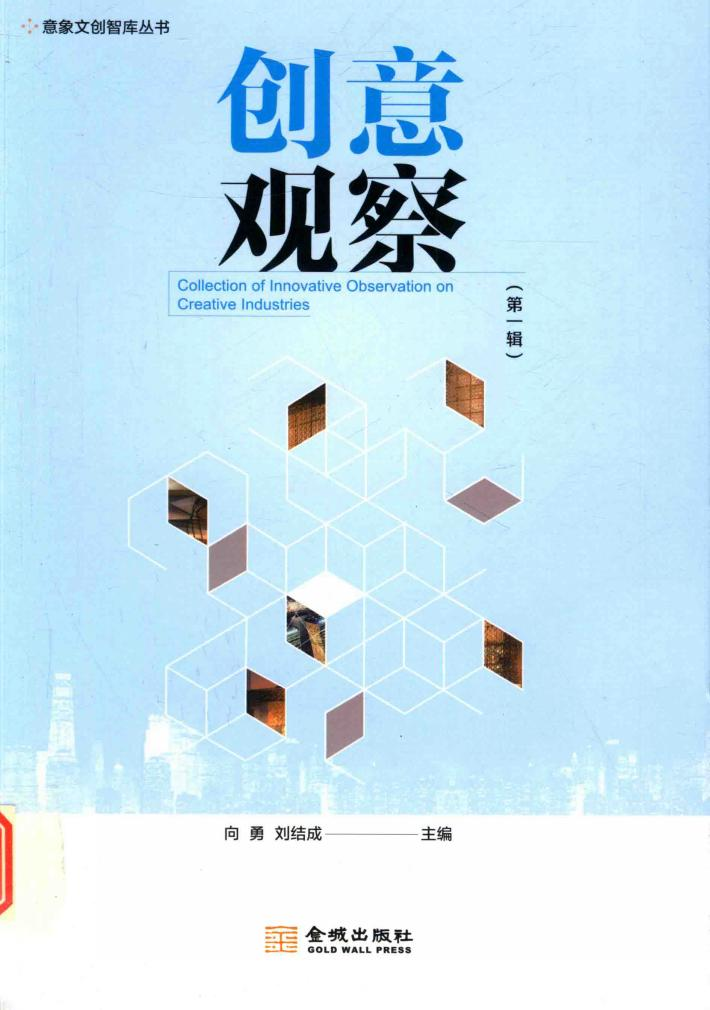 意象文创智库丛书
创意
观察
Collection of Innovative Observation on
Creative Industries
（第一辑）
向 勇 刘结成 主编
金城出版社
GOLD WALL PRESS